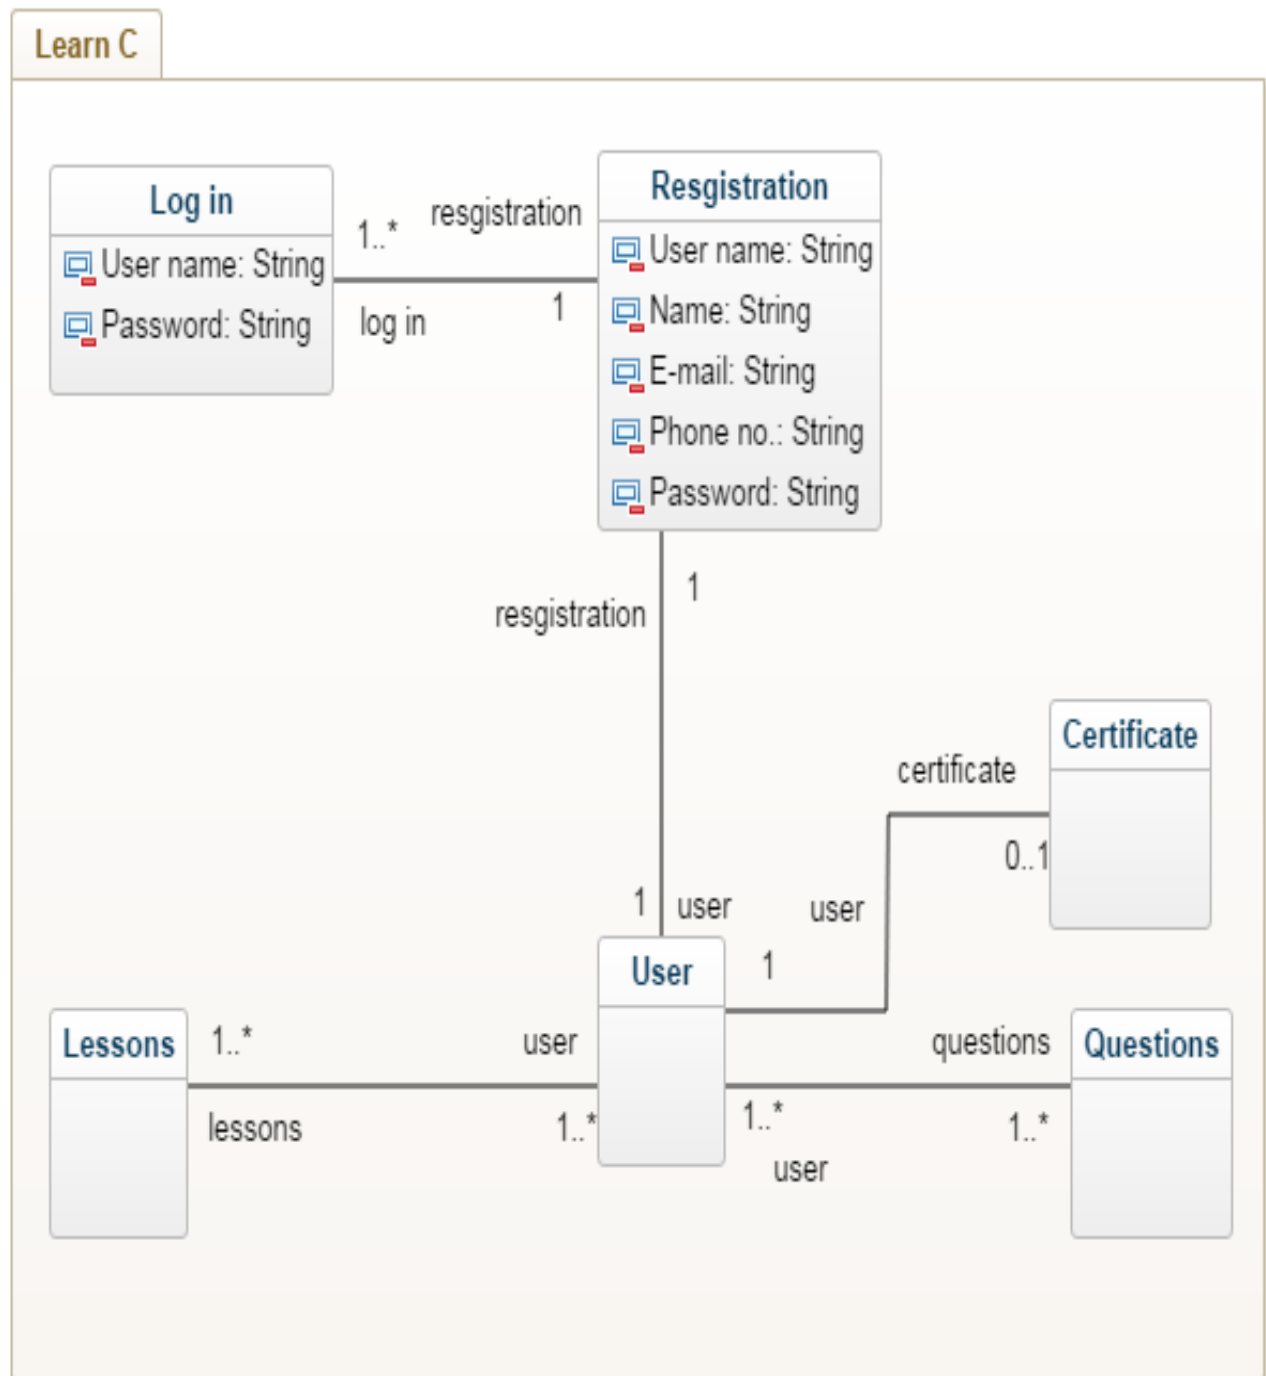 Learn C
Log in
User name: String
Password: String
1..*
resgistration
log in
1
Resgistration
User name: String
Name: String
E-mail: String
Phone no.: String
Password: String
1
resgistration
1
user
Certificate
certificate
0..1
user
1
User
Lessons
1..*
user
lessons
1..*
questions
Questions
1..*
1..*
user